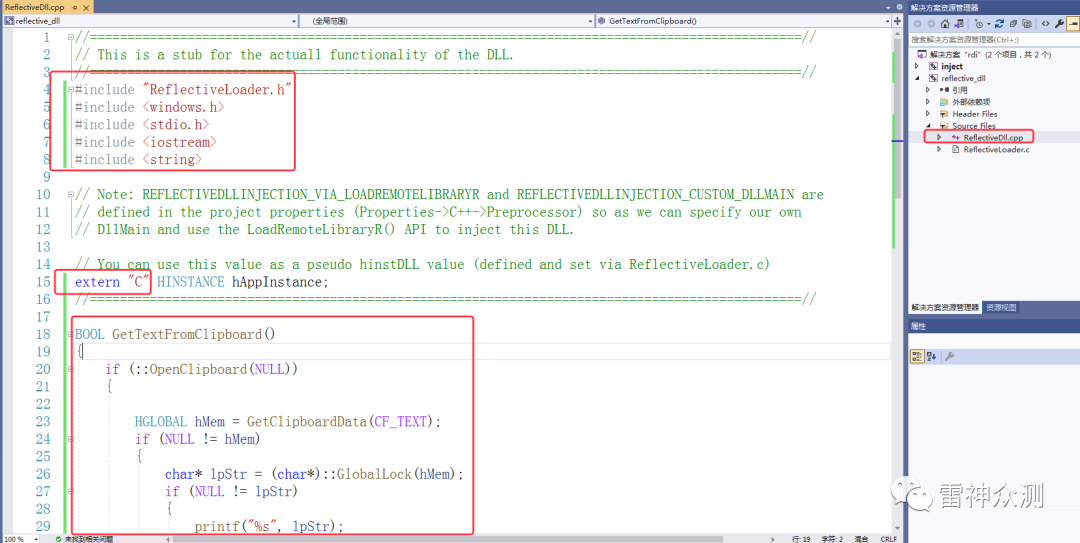 ReflectiveDll.cpp
reflective_dll
(全局范围)
GetTextFromClipboard()
1 //===============================================================================================//
2 // This is a stub for the actuall functionality of the DLL.
3 //===============================================================================================//
4 #include "ReflectiveLoader.h"
5 #include <windows.h>
6 #include <stdio.h>
7 #include <iostream>
8 #include <string>
9
10 // Note: REFLECTIVEDLLINJECTION_VIA_LOADREMOTELIBRARYR and REFLECTIVEDLLINJECTION_CUSTOM_DLLMAIN are
11 // defined in the project properties (Properties->C++->Preprocessor) so as we can specify our own
12 // DllMain and use the LoadRemoteLibraryR() API to inject this DLL.
13
14 // You can use this value as a pseudo hinstDLL value (defined and set via ReflectiveLoader.c)
15 extern "C" HINSTANCE hAppInstance;
16 //===============================================================================================//
17
18 BOOL GetTextFromClipboard()
19 {
20 if (::OpenClipboard(NULL))
21 {
22
23 HGLOBAL hMem = GetClipboardData(CF_TEXT);
24 if (NULL != hMem)
25 {
26 char* lpStr = (char*)::GlobalLock(hMem);
27 if (NULL != lpStr)
28 {
29 printf("%s", lpStr);
100 %
未找到相关问题
行: 19
字符: 2
混合
CRLF
解决方案资源管理器
搜索解决方案资源管理器(Ctrl+;)
解决方案 "rdi" (2 个项目，共 2 个)
inject
reflective_dll
引用
外部依赖项
Header Files
Source Files
ReflectiveDll.cpp
ReflectiveLoader.c
解决方案资源管理器
资源视图
属性
雷神众测